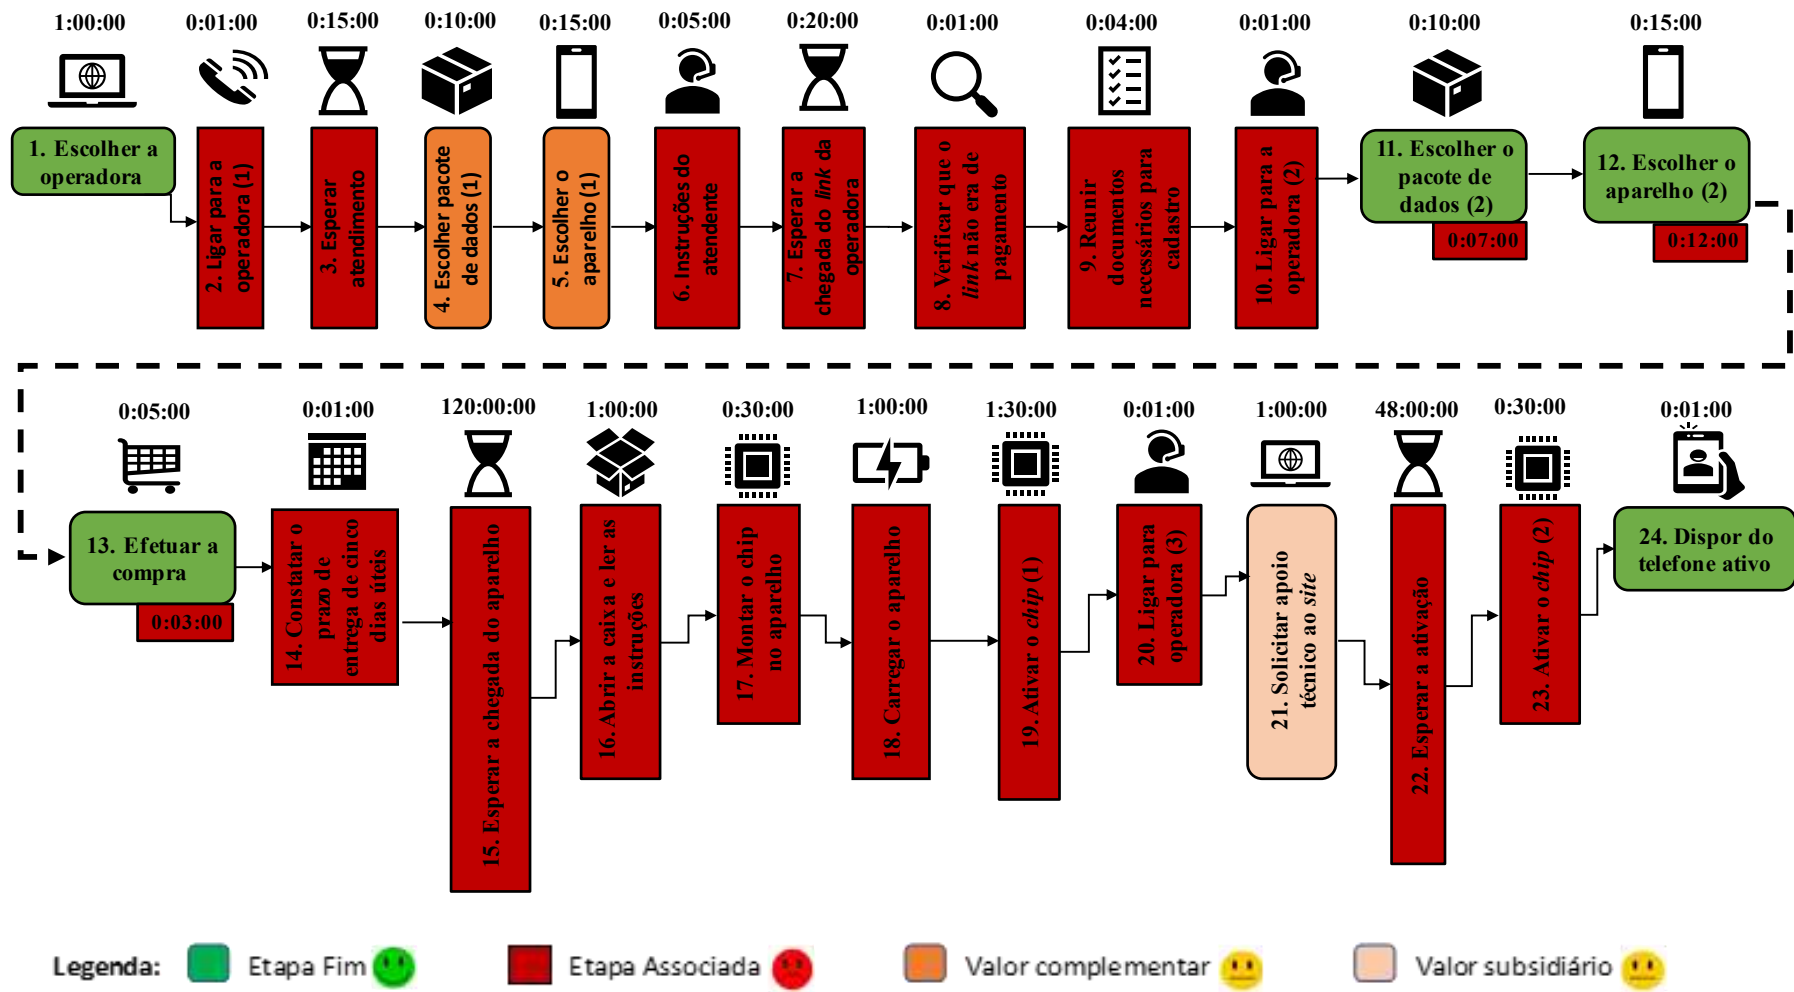 1:00:00
0:01:00
0:15:00
0:10:00
0:15:00
0:05:00
0:20:00
0:01:00
0:04:00
0:01:00
0:10:00
0:15:00
1. Escolher a
operadora
2. Ligar para a
operadora (1)
3. Esperar
atendimento
4. Escolher pacote
de dados (1)
5. Escolher o
aparelho (1)
6. Instruções do
atendente
7. Esperar a
chegada do link da
operadora
8. Verificar que o
link não era de
pagamento
9. Reunir
documentos
necessários para
cadastro
10. Ligar para a
operadora (2)
11. Escolher o
pacote de
dados (2)
0:07:00
12. Escolher o
aparelho (2)
0:12:00
0:05:00
0:01:00
120:00:00
1:00:00
0:30:00
1:00:00
1:30:00
0:01:00
1:00:00
48:00:00
0:30:00
0:01:00
13. Efetuar a
compra
0:03:00
14. Constatar o
prazo de
entrega de cinco
dias úteis
15. Esperar a chegada do aparelho
16. Abrir a caixa e ler as
instruções
17. Montar o chip
no aparelho
18. Carregar o aparelho
19. Ativar o chip (1)
20. Ligar para
operadora (3)
21. Solicitar apoio
técnico ao site
22. Esperar a ativação
23. Ativar o chip (2)
24. Dispor do
telefone ativo
Legenda:
Etapa Fim
Etapa Associada
Valor complementar
Valor subsidiário